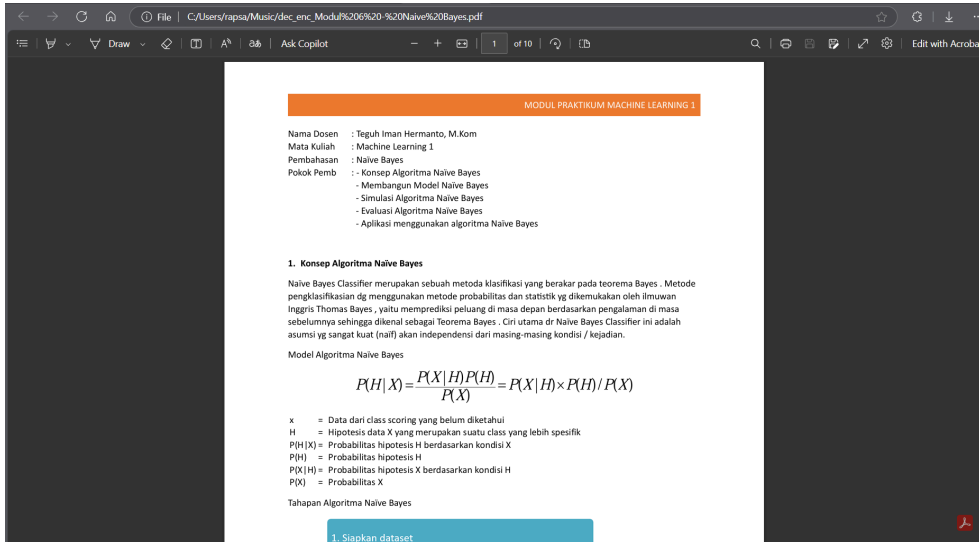 File C:/Users/rapsa/Music/dec_enc_Modul%206%20-%20Naive%20Bayes.pdf
Draw Ask Copilot 1 of 10 Edit with Acroba
MODUL PRAKTIKUM MACHINE LEARNING 1
Nama Dosen : Teguh Iman Hermanto, M.Kom
Mata Kuliah : Machine Learning 1
Pembahasan : Naïve Bayes
Pokok Pemb : - Konsep Algoritma Naïve Bayes
- Membangun Model Naïve Bayes
- Simulasi Algoritma Naïve Bayes
- Evaluasi Algoritma Naïve Bayes
- Aplikasi menggunakan algoritma Naïve Bayes
1. Konsep Algoritma Naïve Bayes
Naïve Bayes Classifier merupakan sebuah metoda klasifikasi yang berakar pada teorema Bayes . Metode
pengklasifikasian dg menggunakan metode probabilitas dan statistik yg dikemukakan oleh ilmuwan
Inggris Thomas Bayes , yaitu memprediksi peluang di masa depan berdasarkan pengalaman di masa
sebelumnya sehingga dikenal sebagai Teorema Bayes . Ciri utama dr Naïve Bayes Classifier ini adalah
asumsi yg sangat kuat (naïf) akan independensi dari masing-masing kondisi / kejadian.
Model Algoritma Naïve Bayes
P(H|X)=P(X|H)P(H)/P(X)=P(X|H)×P(H)/P(X)
x = Data dari class scoring yang belum diketahui
H = Hipotesis data X yang merupakan suatu class yang lebih spesifik
P(H|X) = Probabilitas hipotesis H berdasarkan kondisi X
P(H) = Probabilitas hipotesis H
P(X|H) = Probabilitas hipotesis X berdasarkan kondisi H
P(X) = Probabilitas X
Tahapan Algoritma Naïve Bayes
1. Siapkan dataset